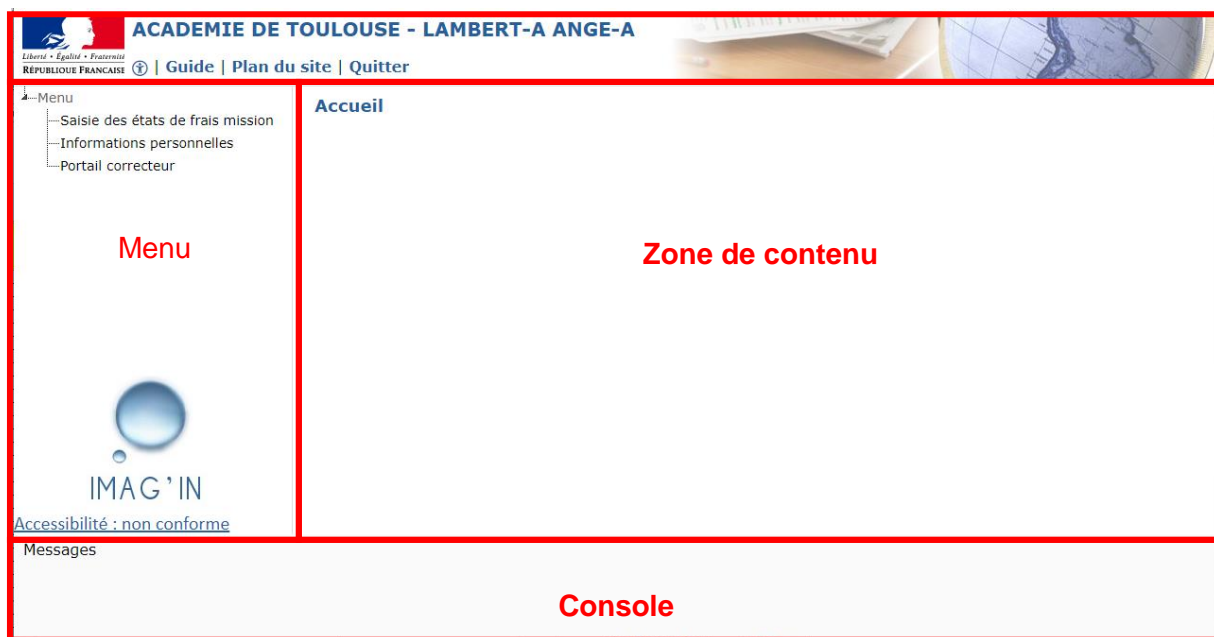 ACADEMIE DE TOULOUSE - LAMBERT-A ANGE-A
Liberté • Égalité • Fraternité
RÉPUBLIQUE FRANÇAISE
| Guide | Plan du site | Quitter
Menu
Saisie des états de frais mission
Informations personnelles
Portail correcteur
Menu
IMAG'IN
Accessibilité : non conforme
Accueil
Zone de contenu
Messages
Console